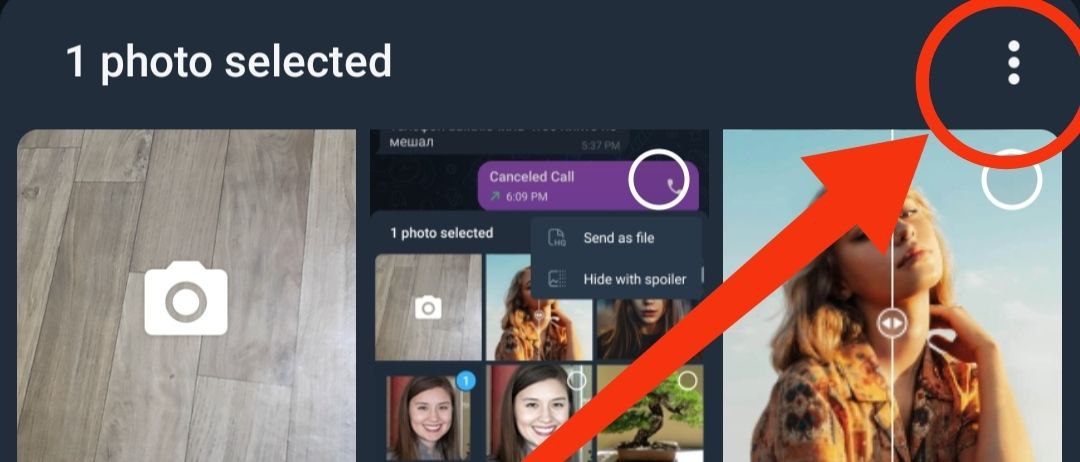 1 photo selected
мешал
5:37 PM
Canceled Call
6:09 PM
1 photo selected
HQ
Send as file
Hide with spoiler
1